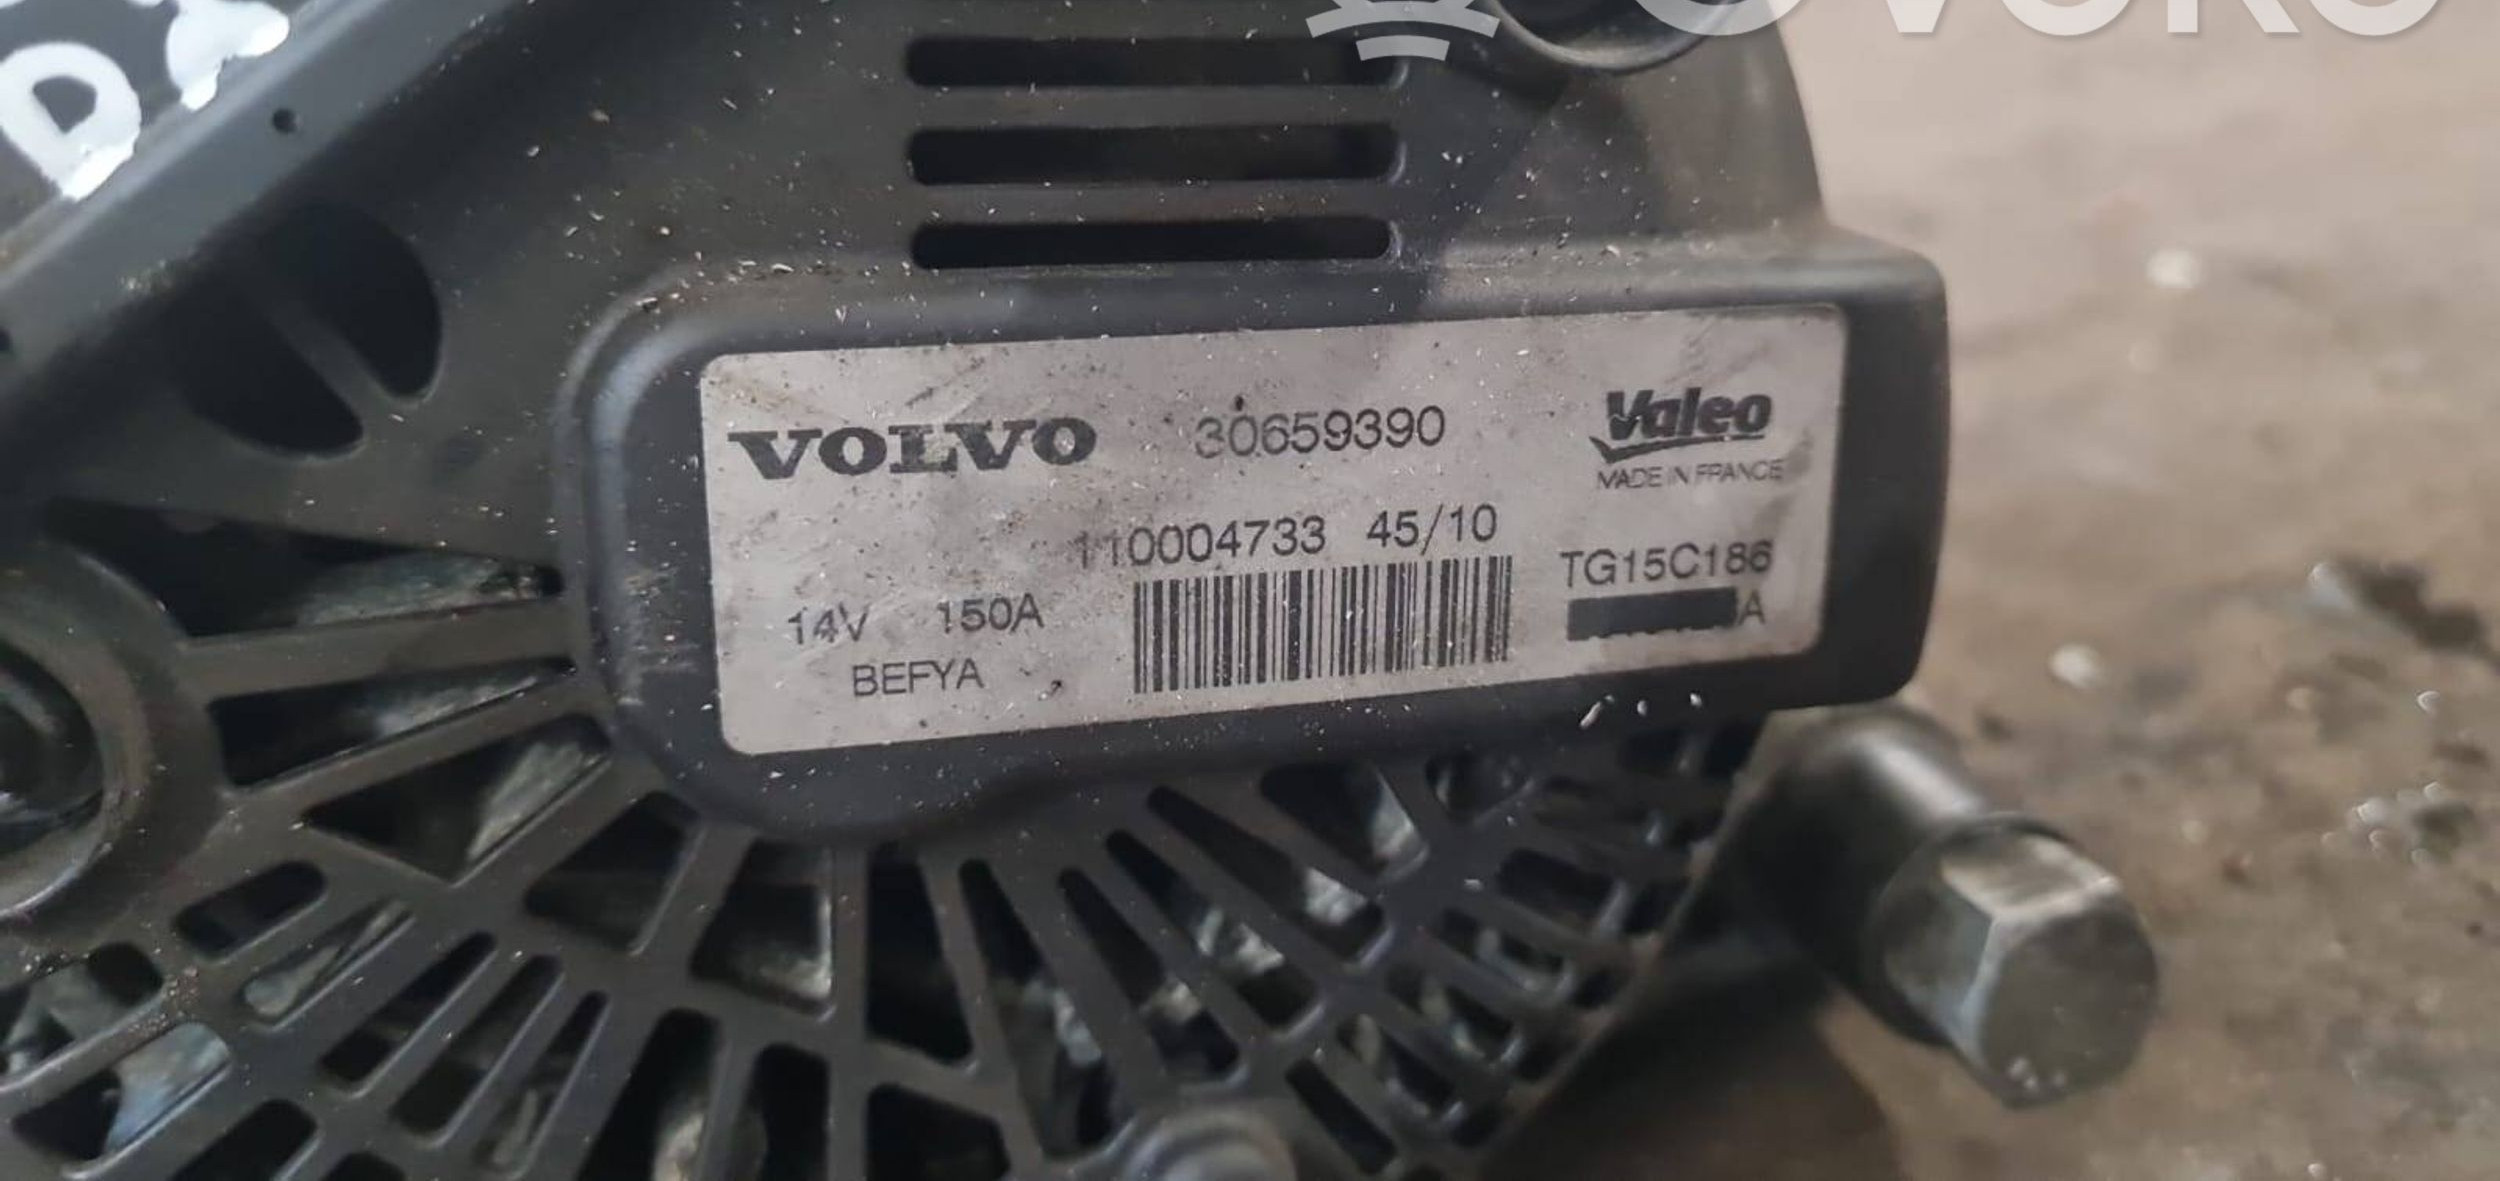 VOLVO 30659390 Valeo
MADE IN FRANCE
110004733 45/10
TG15C186
14V 150A
A
BEFYA